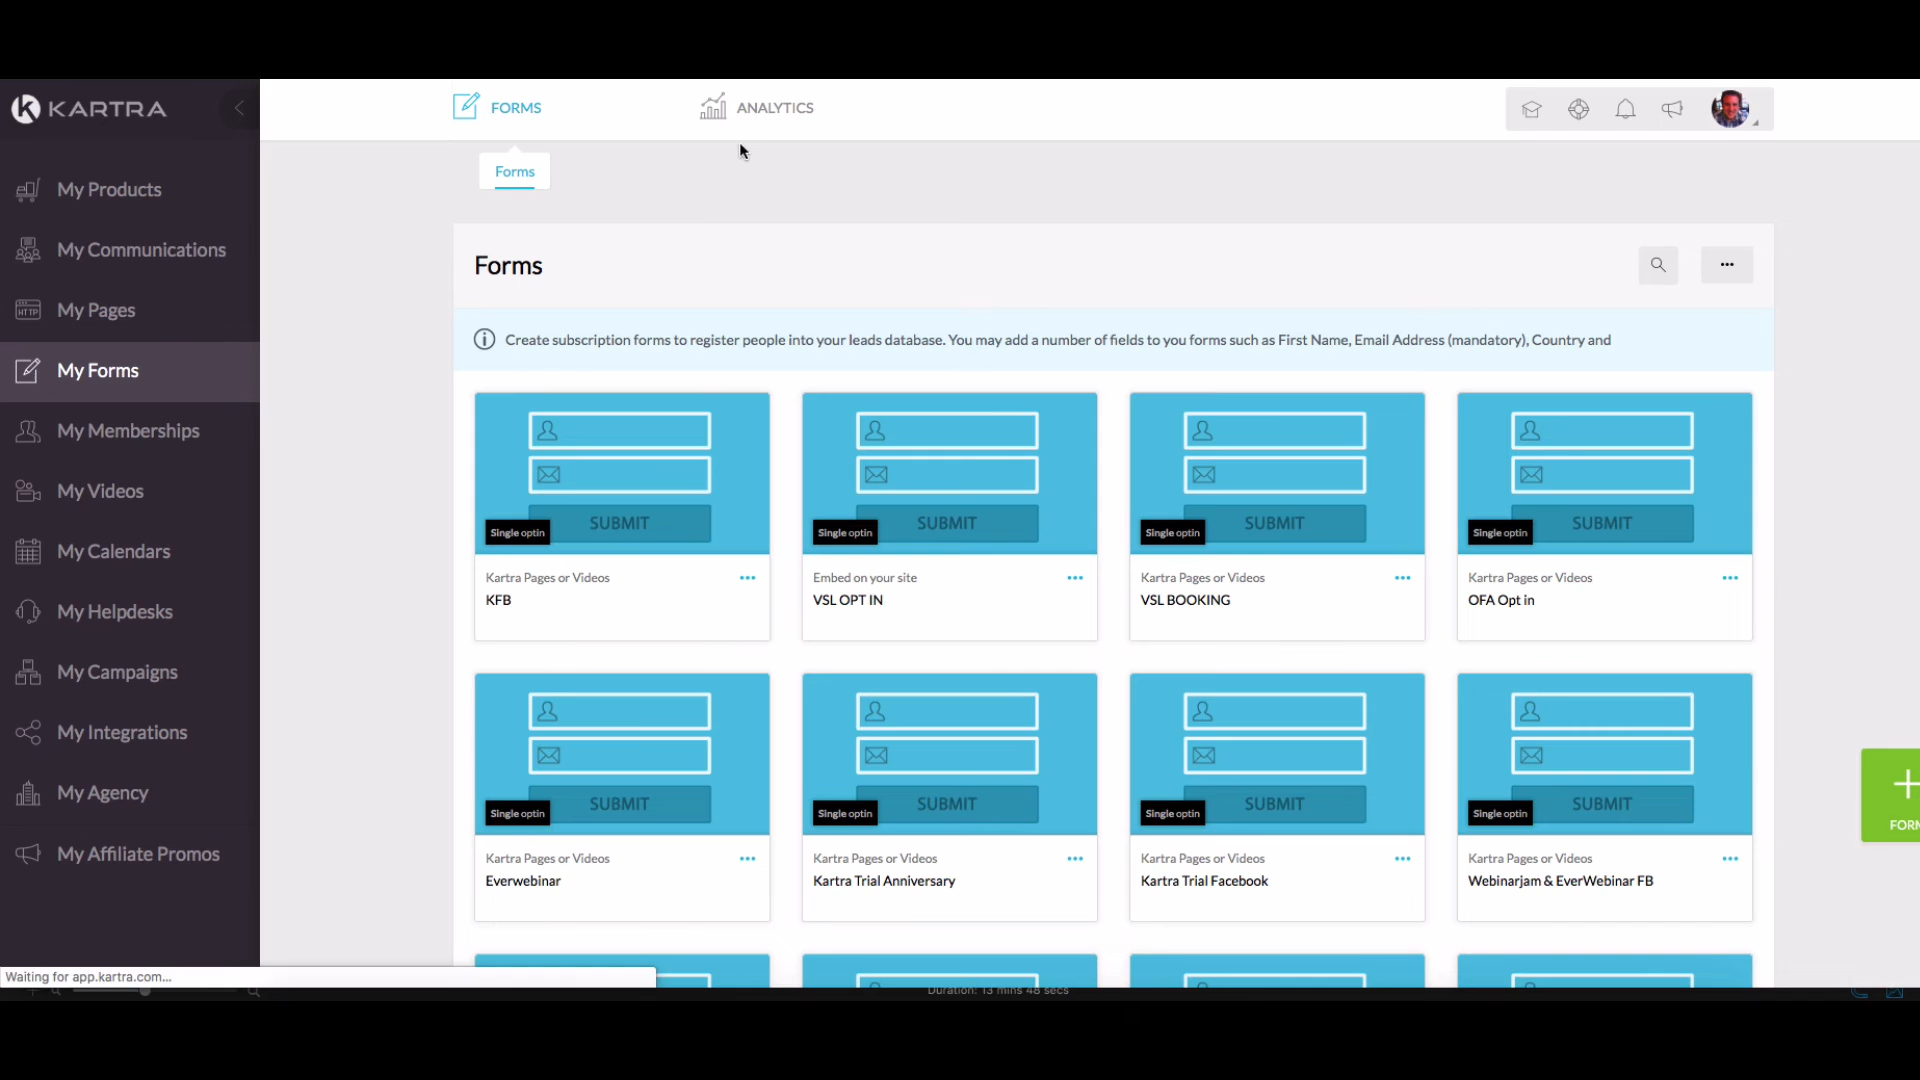 KARTRA
FORMS
ANALYTICS
Forms
My Products
My Communications
My Pages
My Forms
My Memberships
My Videos
My Calendars
My Helpdesks
My Campaigns
My Integrations
My Agency
My Affiliate Promos
Forms
Create subscription forms to register people into your leads database. You may add a number of fields to you forms such as First Name, Email Address (mandatory), Country and
SUBMIT
Single optin
Kartra Pages or Videos
KFB
SUBMIT
Single optin
Embed on your site
VSL OPT IN
SUBMIT
Single optin
Kartra Pages or Videos
VSL BOOKING
SUBMIT
Single optin
Kartra Pages or Videos
OFA Opt in
SUBMIT
Single optin
Kartra Pages or Videos
Everwebinar
SUBMIT
Single optin
Kartra Pages or Videos
Kartra Trial Anniversary
SUBMIT
Single optin
Kartra Pages or Videos
Kartra Trial Facebook
SUBMIT
Single optin
Kartra Pages or Videos
Webinarjam & EverWebinar FB
FORM
Waiting for app.kartra.com...
Duration: 13 mins 48 secs
HTTP